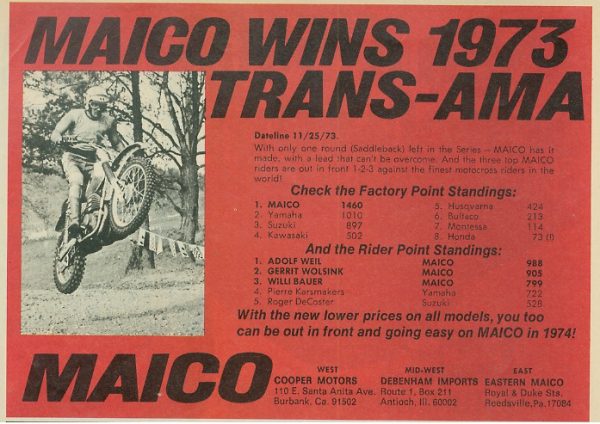 MAICO WINS 1973
TRANS-AMA
Dateline 11/25/73.
With only one round (Saddleback) left in the Series – MAICO has it
made, with a lead that can't be overcome. And the three top MAICO
riders are out in front 1-2-3 against the finest motocross riders in the
world!
Check the Factory Point Standings:
1. MAICO 1460 5. Husqvarna 424
2. Yamaha 1010 6. Bultaco 213
3. Suzuki 897 7. Montessa 114
4. Kawasaki 502 8. Honda 73 (!)
And the Rider Point Standings:
1. ADOLF WEIL MAICO 988
2. GERRIT WOLSINK MAICO 905
3. WILLI BAUER MAICO 799
4. Pierre Karsmakers Yamaha 722
5. Roger DeCoster Suzuki 528
With the new lower prices on all models, you too
can be out in front and going easy on MAICO in 1974!
MAICO
WEST MID-WEST EAST
COOPER MOTORS DEBENHAM IMPORTS EASTERN MAICO
110 E. Santa Anita Ave. Route 1, Box 211 Royal & Duke Sts.
Burbank, Ca. 91502 Antioch, Ill. 60002 Reedsville, Pa. 17084